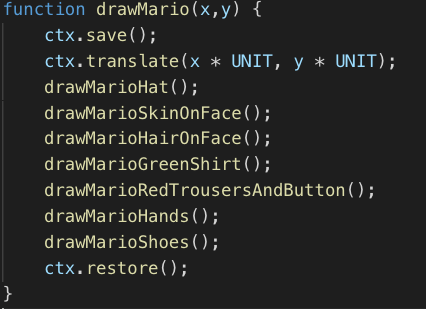 function drawMario(x,y) {
    ctx.save();
    ctx.translate(x * UNIT, y * UNIT);
    drawMarioHat();
    drawMarioSkinOnFace();
    drawMarioHairOnFace();
    drawMarioGreenShirt();
    drawMarioRedTrousersAndButton();
    drawMarioHands();
    drawMarioShoes();
    ctx.restore();
}